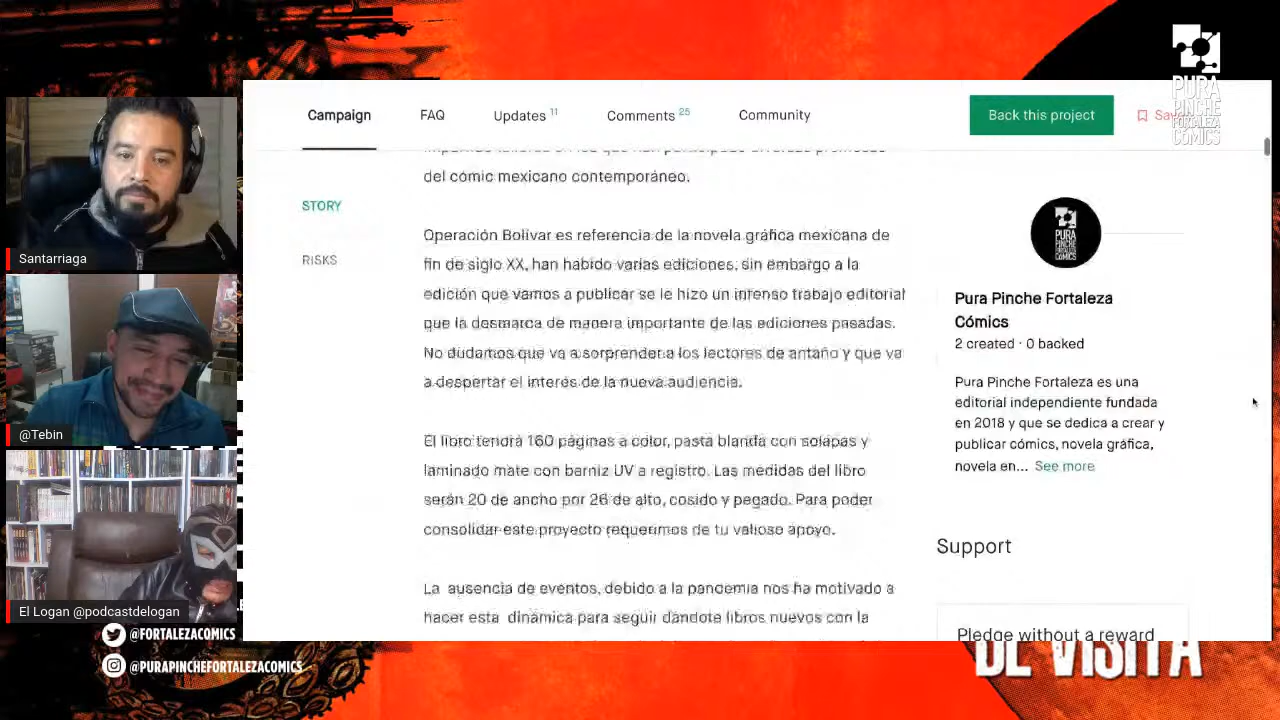 PURA
PINCHE
FORTALEZA
CÓMICS
Campaign
FAQ
Updates 11
Comments 25
Community
Back this project
del cómic mexicano contemporáneo.
STORY
RISKS
Operación Bolívar es referencia de la novela gráfica mexicana de
fin de siglo XX, han habido varias ediciones, sin embargo a la
edición que vamos a publicar se le hizo un intenso trabajo editorial
que la desmarca de manera importante de las ediciones pasadas.
No dudamos que va a sorprender a los lectores de antaño y que va
a despertar el interés de la nueva audiencia.
El libro tendrá 160 páginas a color, pasta blanda con solapas y
laminado mate con barniz UV a registro. Las medidas del libro
serán 20 de ancho por 26 de alto, cosido y pegado. Para poder
consolidar este proyecto requerimos de tu valioso apoyo.
La ausencia de eventos, debido a la pandemia nos ha motivado a
hacer esta dinámica para seguir dándote libros nuevos con la
PURA
PINCHE
FORTALEZA
CÓMICS
Pura Pinche Fortaleza
Cómics
2 created · 0 backed
Pura Pinche Fortaleza es una
editorial independiente fundada
en 2018 y que se dedica a crear y
publicar cómics, novela gráfica,
novela en... See more
Support
Pledge without a reward
Santarriaga
@Tebin
El Logan @podcastdelogan
@FORTALEZACOMICS
@PURAPINCHEFORTALEZACOMICS
DE VISITA